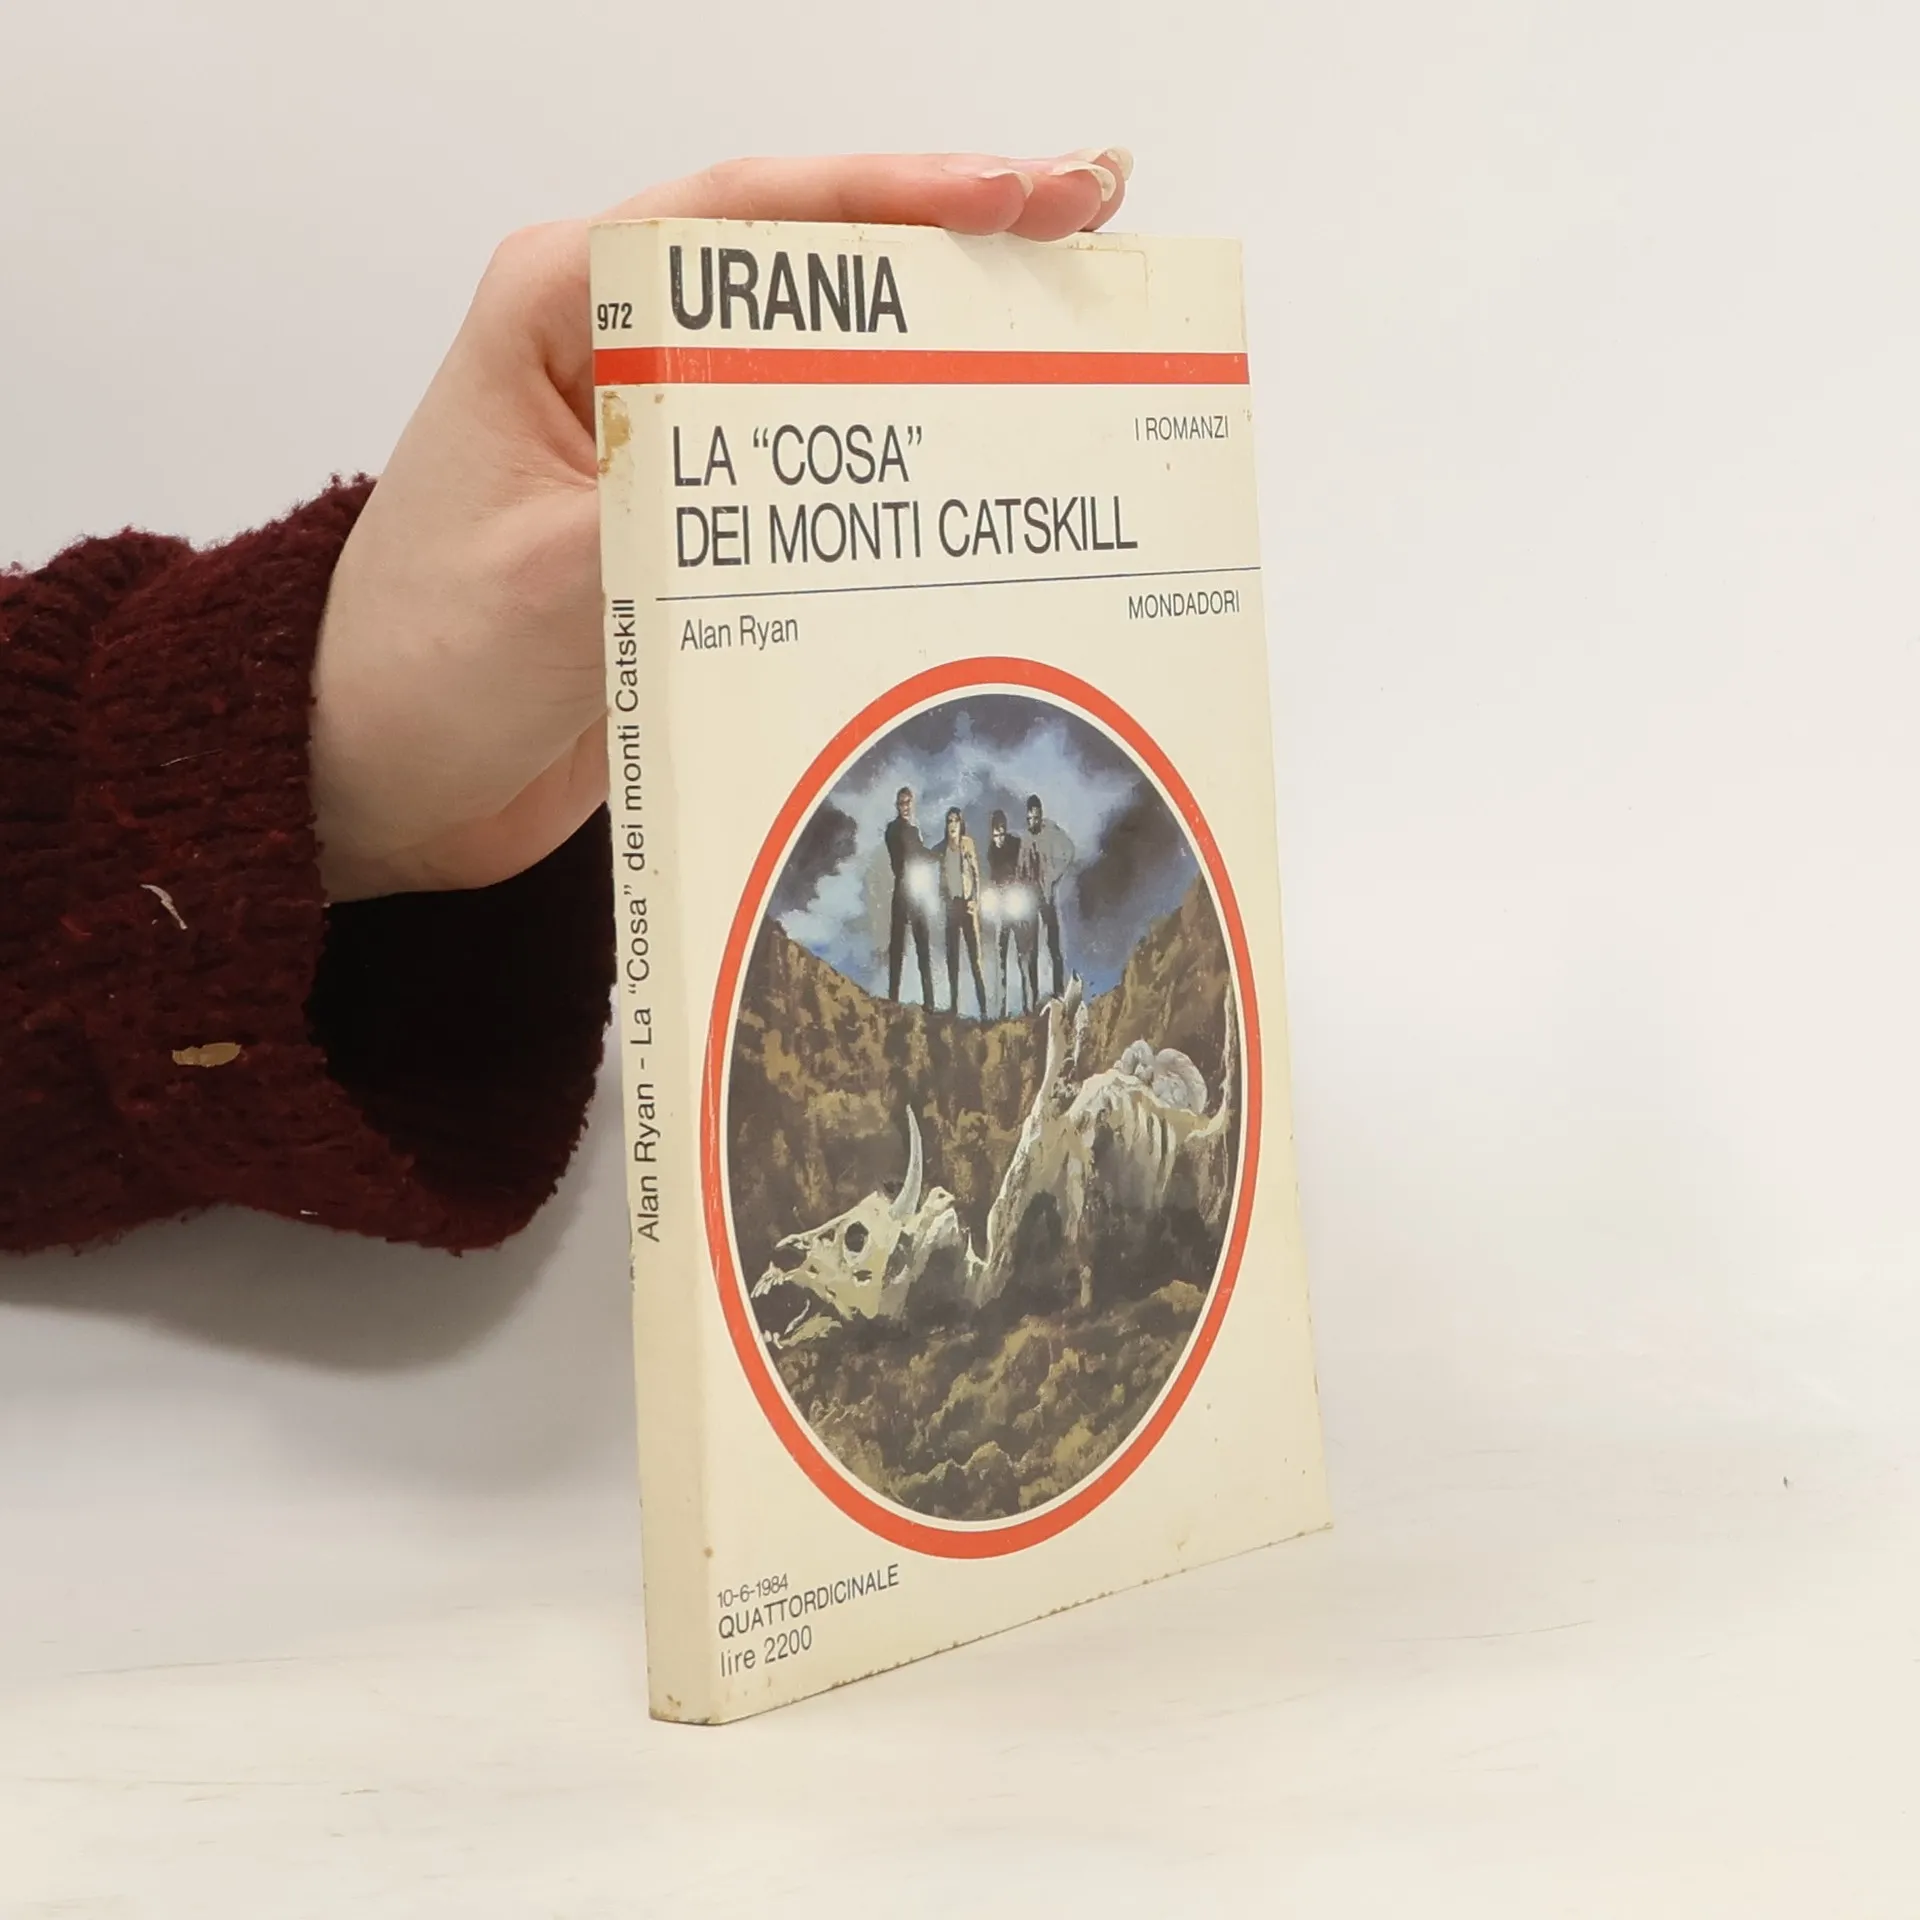 972
URANIA
LA “COSA”
I ROMANZI
DEI MONTI CATSKILL
Alan Ryan
MONDADORI
Alan Ryan - La “Cosa” dei monti Catskill
10-6-1984
QUATTORDICINALE
lire 2200